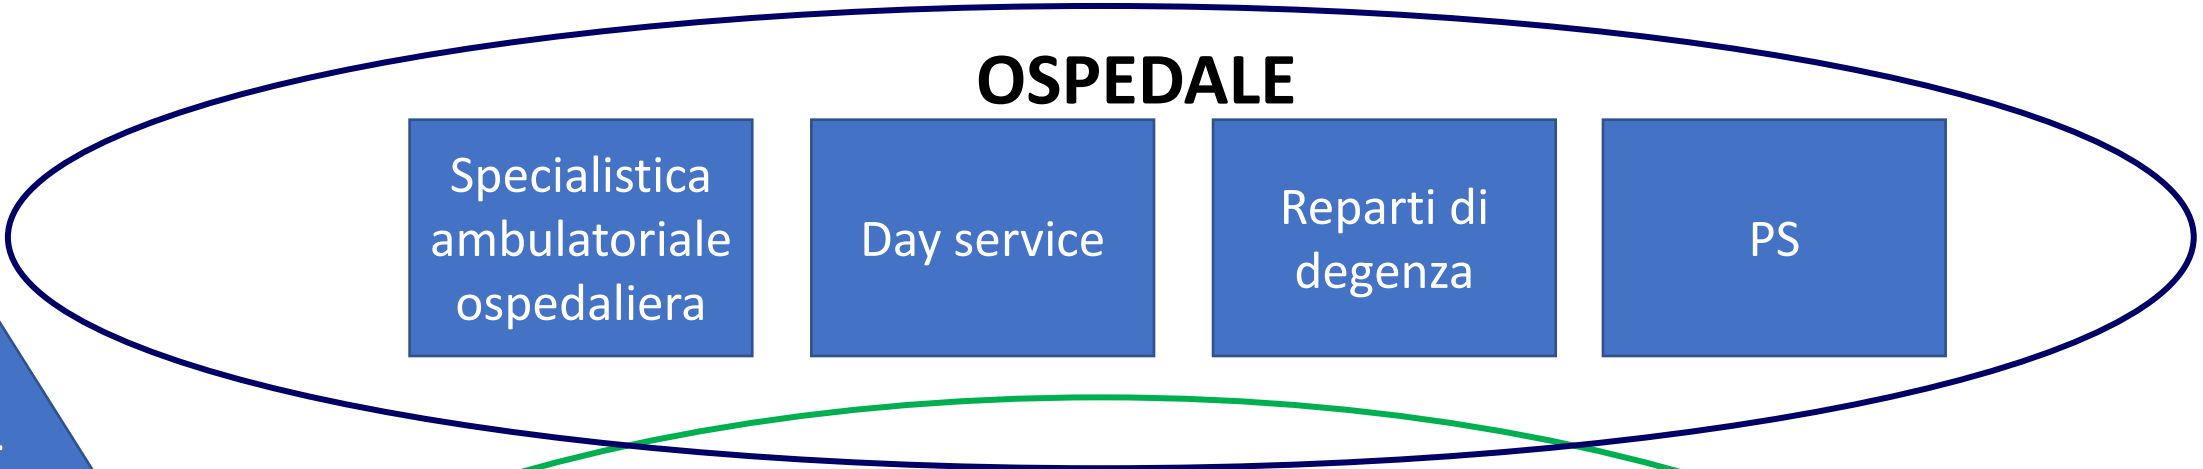 OSPEDALE
Specialistica
ambulatoriale
ospedaliera
Day service
Reparti di
degenza
PS